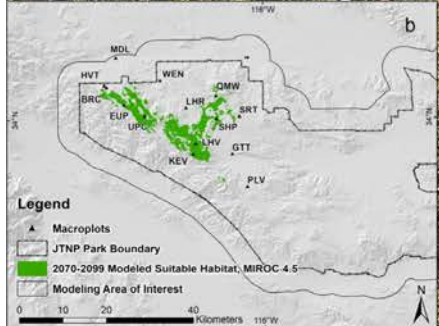 116°W
b
MDL
HVT
WEN
BRC
QMW
LHR
EUP
SRT
UPL
SHP
34°N
34°N
LHV
KEV
GTT
PLV
Legend
Macroplots
JTNP Park Boundary
2070-2099 Modeled Suitable Habitat, MIROC 4.5
Modeling Area of Interest
0 10 20 40
Kilometers
116°W
N